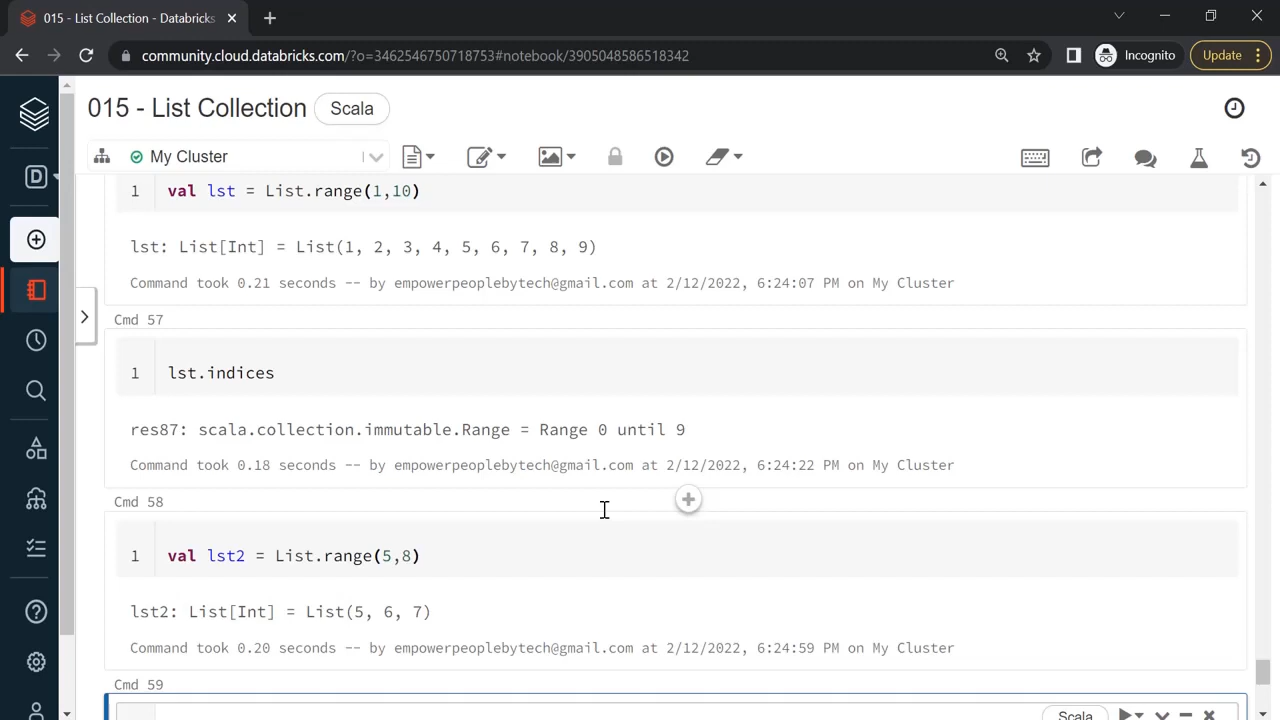 015 - List Collection - Databricks
community.cloud.databricks.com/?o=3462546750718753#notebook/3905048586518342
Incognito
Update
015 - List Collection
Scala
D
My Cluster
1 val lst = List.range(1,10)
lst: List[Int] = List(1, 2, 3, 4, 5, 6, 7, 8, 9)
Command took 0.21 seconds -- by empowerpeoplebytech@gmail.com at 2/12/2022, 6:24:07 PM on My Cluster
Cmd 57
1 lst.indices
res87: scala.collection.immutable.Range = Range 0 until 9
Command took 0.18 seconds -- by empowerpeoplebytech@gmail.com at 2/12/2022, 6:24:22 PM on My Cluster
Cmd 58
1 val lst2 = List.range(5,8)
lst2: List[Int] = List(5, 6, 7)
Command took 0.20 seconds -- by empowerpeoplebytech@gmail.com at 2/12/2022, 6:24:59 PM on My Cluster
Cmd 59
Scala